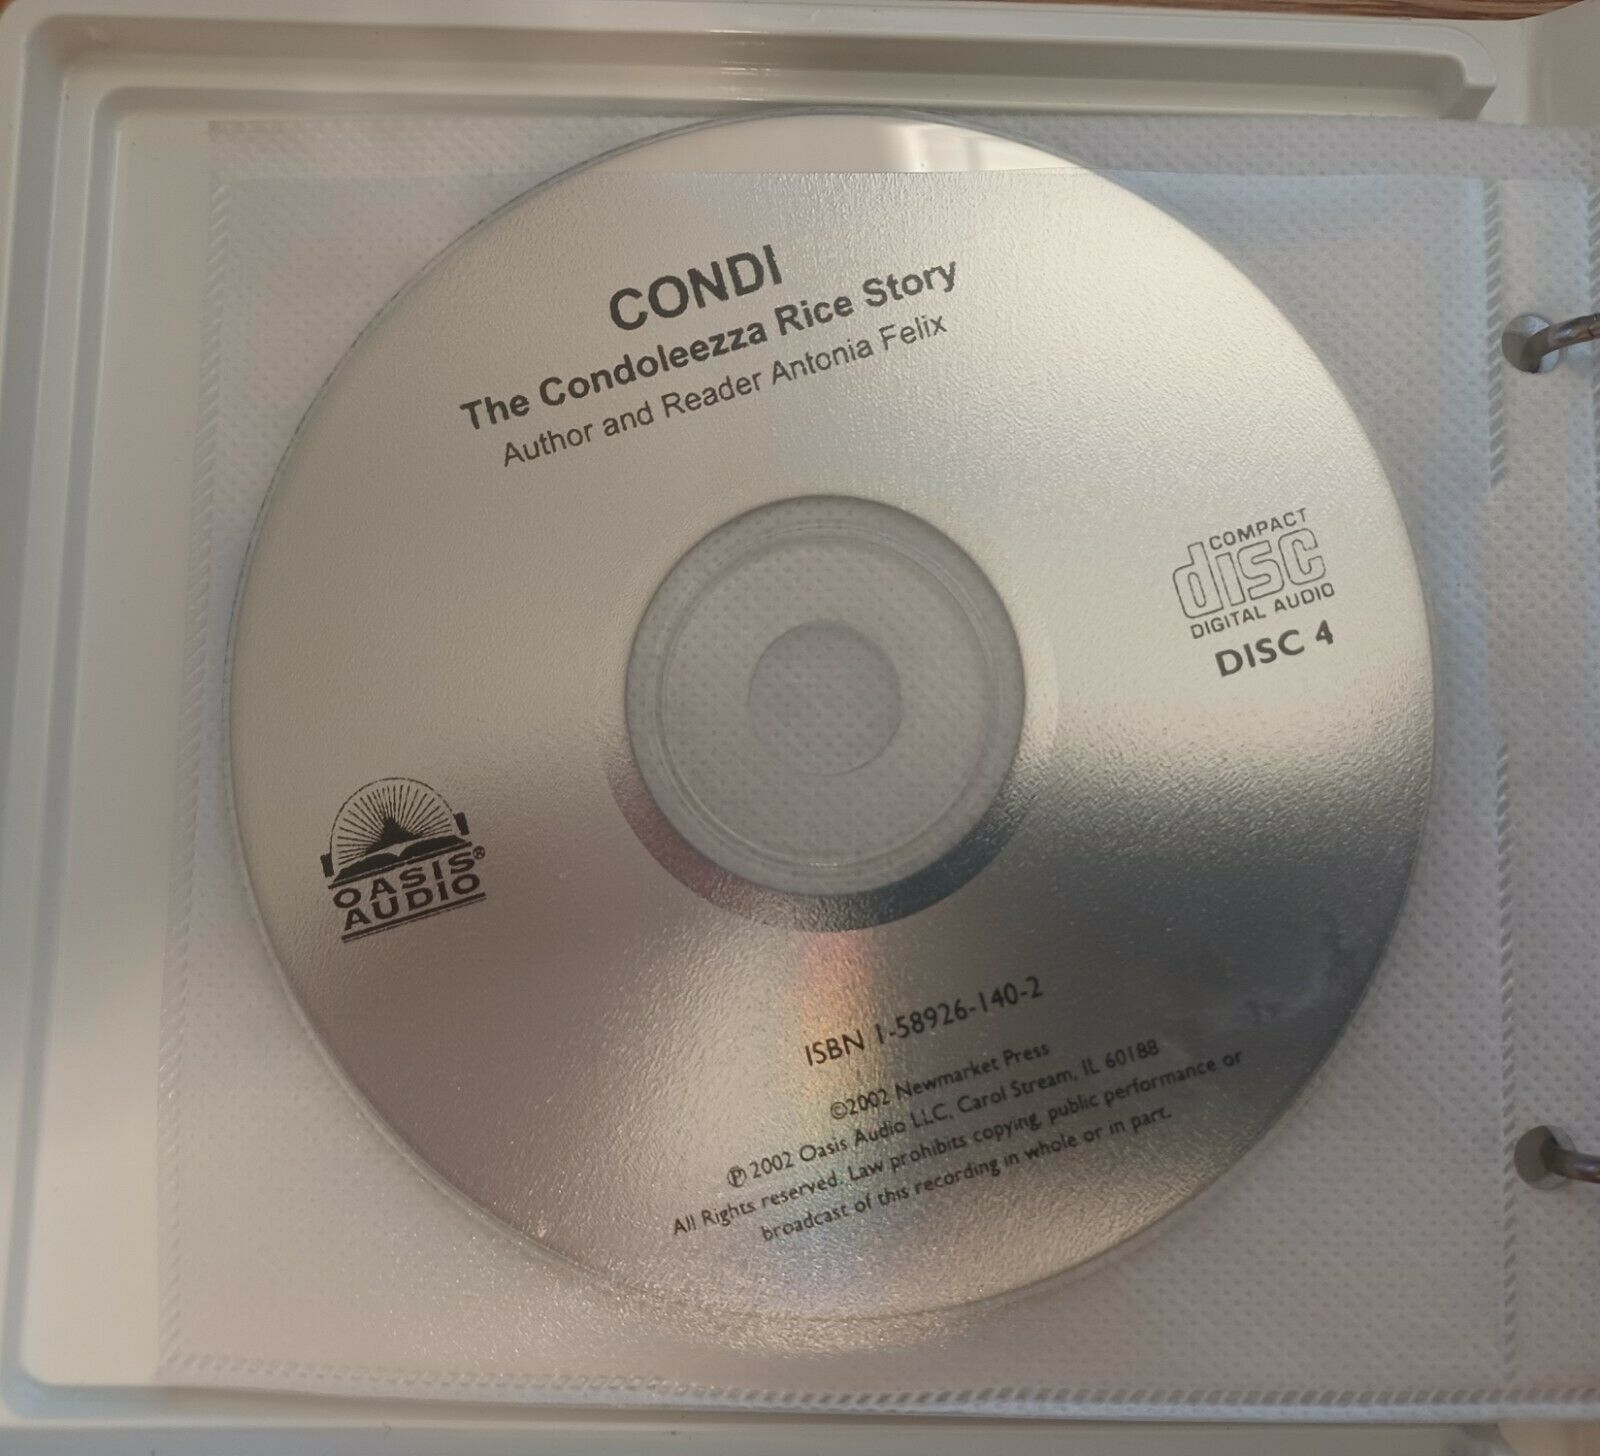 CONDI
The Condoleezza Rice Story
Author and Reader Antonia Felix
COMPACT
disc
DIGITAL AUDIO
DISC 4
OASIS®
AUDIO
ISBN 1-58926-140-2
©2002 Newmarket Press
℗2002 Oasis Audio LLC, Carol Stream, IL 60188
All Rights reserved. Law prohibits copying, public performance or
broadcast of this recording in whole or in part.